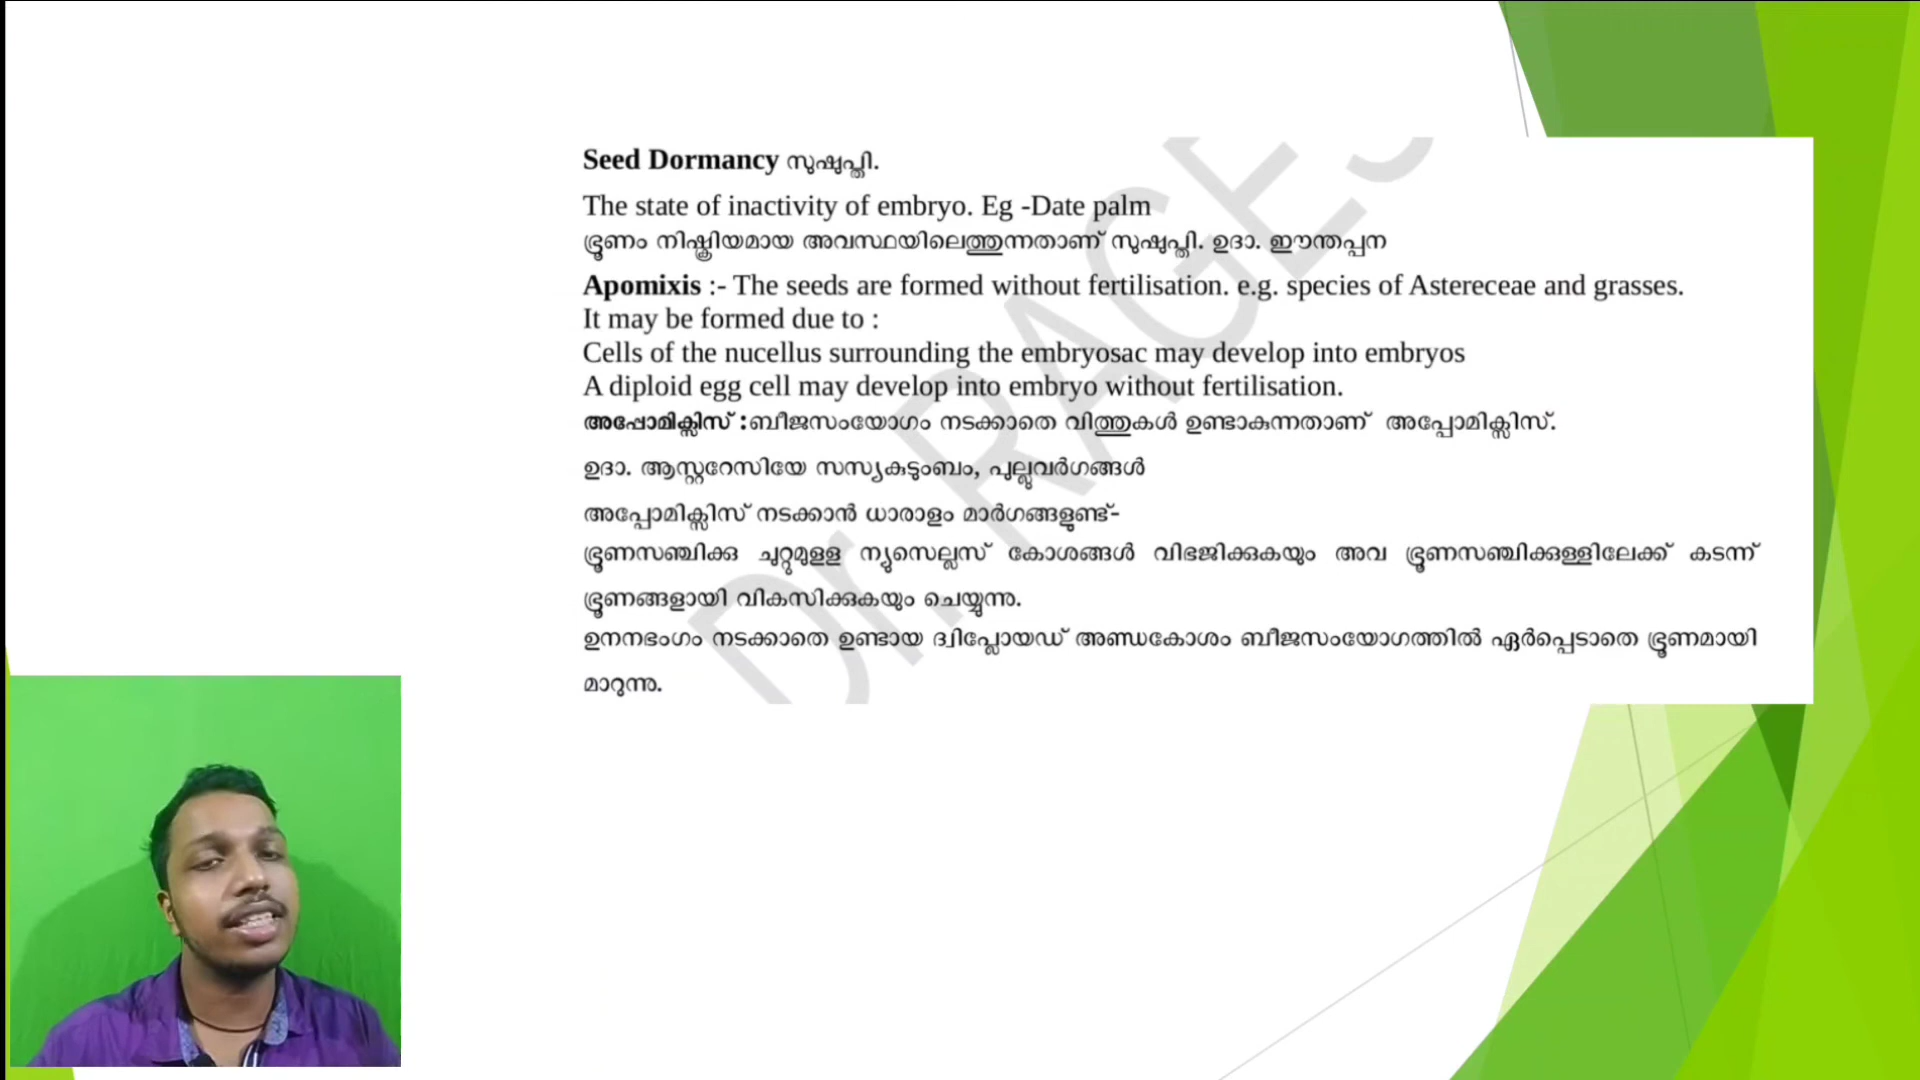 Seed Dormancy സുഷുപ്തി.
The state of inactivity of embryo. Eg -Date palm
ഭ്രൂണം നിഷ്ക്രിയമായ അവസ്ഥയിലെത്തുന്നതാണ് സുഷുപ്തി. ഉദാ. ഈന്തപ്പന
Apomixis :- The seeds are formed without fertilisation. e.g. species of Astereceae and grasses.
It may be formed due to :
Cells of the nucellus surrounding the embryosac may develop into embryos
A diploid egg cell may develop into embryo without fertilisation.
അപ്പോമിക്സിസ് :ബീജസംയോഗം നടക്കാതെ വിത്തുകൾ ഉണ്ടാകുന്നതാണ് അപ്പോമിക്സിസ്.
ഉദാ. ആസ്റ്ററേസിയേ സസ്യകുടുംബം, പുല്ലുവർഗങ്ങൾ
അപ്പോമിക്സിസ് നടക്കാൻ ധാരാളം മാർഗങ്ങളുണ്ട്-
ഭ്രൂണസഞ്ചിക്കു ചുറ്റുമുളള ന്യുസെല്ലസ് കോശങ്ങൾ വിഭജിക്കുകയും അവ ഭ്രൂണസഞ്ചിക്കുള്ളിലേക്ക് കടന്ന്
ഭ്രൂണങ്ങളായി വികസിക്കുകയും ചെയ്യുന്നു.
ഉനനഭംഗം നടക്കാതെ ഉണ്ടായ ദ്വിപ്ലോയഡ് അണ്ഡകോശം ബീജസംയോഗത്തിൽ ഏർപ്പെടാതെ ഭ്രൂണമായി
മാറുന്നു.
Dr. RAGES